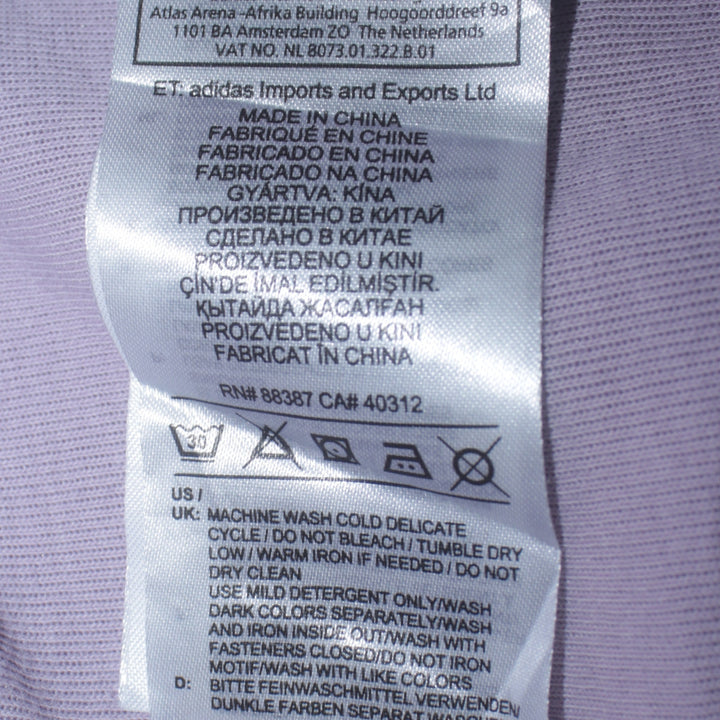 Atlas Arena -Afrika Building Hoogoorddreef 9a
1101 BA Amsterdam ZO The Netherlands
VAT NO. NL 8073.01.322.B.01
ET: adidas Imports and Exports Ltd
MADE IN CHINA
FABRIQUÉ EN CHINE
FABRICADO EN CHINA
FABRICADO NA CHINA
GYÁRTVA: KÍNA
ПРОИЗВЕДЕНО В КИТАЙ
СДЕЛАНО В КИТАЕ
PROIZVEDENO U KINI
ÇİN'DE İMAL EDİLMİŞTİR.
ҚЫТАЙДА ЖАСАЛҒАН
PROIZVEDENO U KINI
FABRICAT ÎN CHINA
RN# 88387 CA# 40312
30
US /
UK: MACHINE WASH COLD DELICATE
CYCLE / DO NOT BLEACH / TUMBLE DRY
LOW / WARM IRON IF NEEDED / DO NOT
DRY CLEAN
USE MILD DETERGENT ONLY/WASH
DARK COLORS SEPARATELY/WASH
AND IRON INSIDE OUT/WASH WITH
FASTENERS CLOSED/DO NOT IRON
MOTIF/WASH WITH LIKE COLORS
D: BITTE FEINWASCHMITTEL VERWENDEN/
DUNKLE FARBEN SEPARAT